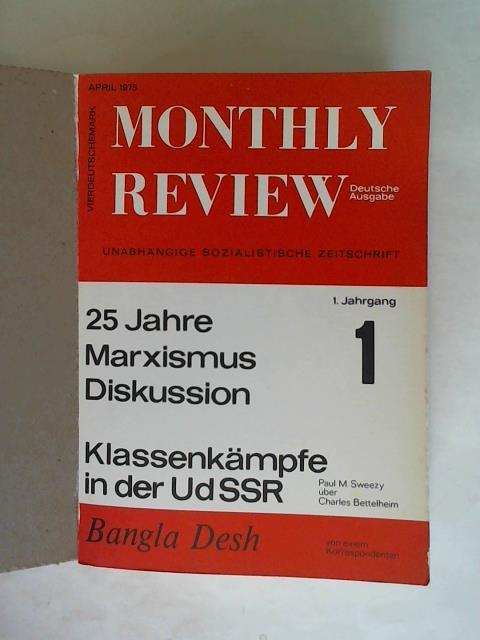 APRIL 1975
VIERDEUTSCHEMARK
MONTHLY
REVIEW
Deutsche
Ausgabe
UNABHÄNGIGE SOZIALISTISCHE ZEITSCHRIFT
1. Jahrgang
1
25 Jahre
Marxismus
Diskussion
Klassenkämpfe
in der UdSSR
Paul M. Sweezy
über
Charles Bettelheim
Bangla Desh
von einem
Korrespondenten